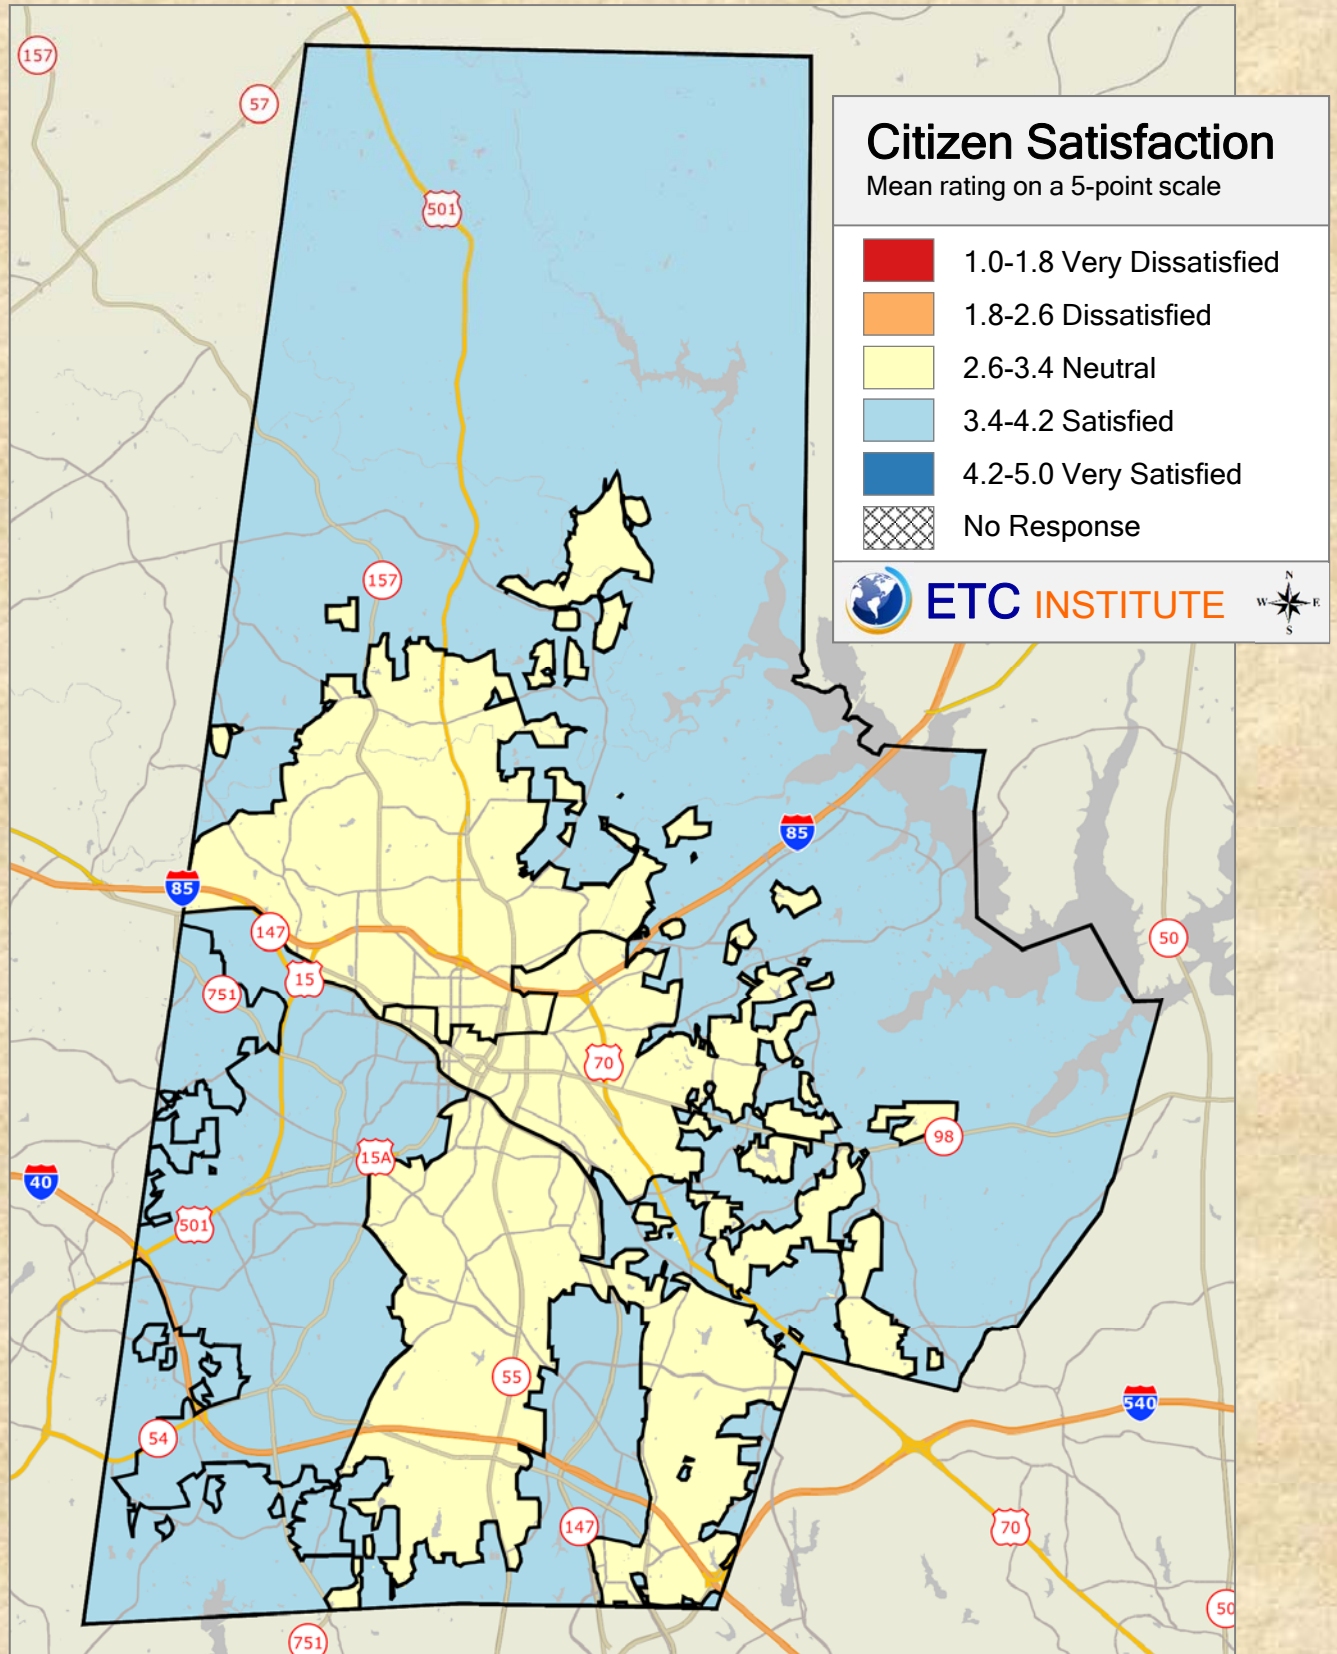 157
57
501
Citizen Satisfaction
Mean rating on a 5-point scale
1.0-1.8 Very Dissatisfied
1.8-2.6 Dissatisfied
2.6-3.4 Neutral
3.4-4.2 Satisfied
4.2-5.0 Very Satisfied
No Response
ETC INSTITUTE
N
W E
S
157
85
85
147
50
15
751
70
98
15A
40
501
55
540
54
147
70
50
751